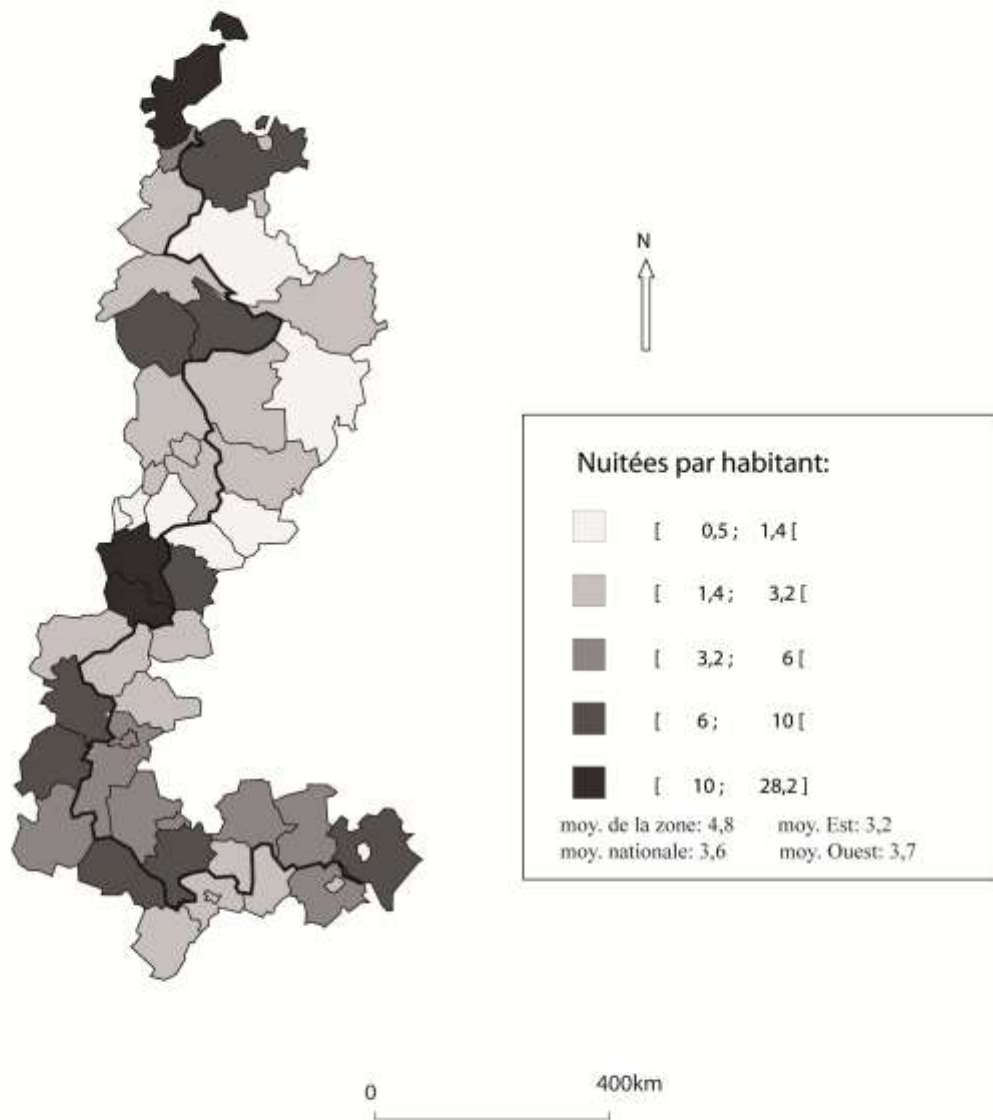 N
Nuitées par habitant:
[ 0,5 ; 1,4 [
[ 1,4 ; 3,2 [
[ 3,2 ; 6 [
[ 6 ; 10 [
[ 10 ; 28,2 ]
moy. de la zone: 4,8 moy. Est: 3,2
moy. nationale: 3,6 moy. Ouest: 3,7
0 400km